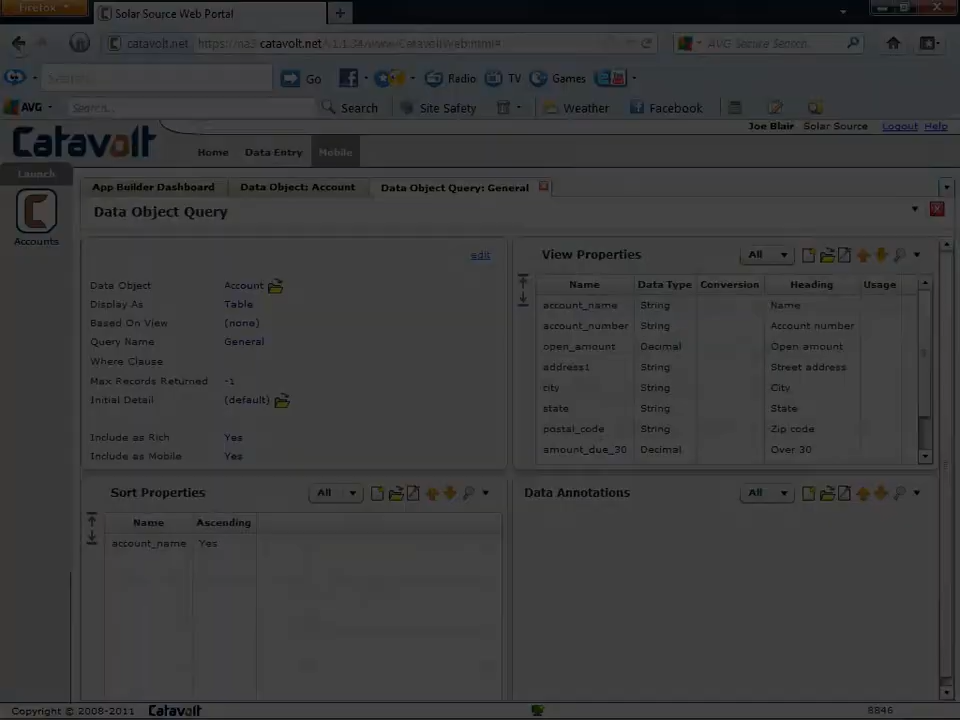 Firefox
Solar Source Web Portal
catavolt.net
catavolt.net
AVG Secure Search
Search...
Go
Radio
TV
Games
AVG
Search...
Search
Site Safety
Weather
Facebook
Joe Blair Solar Source Logout Help
Catavolt
Home Data Entry Mobile
Launch
Accounts
App Builder Dashboard Data Object: Account Data Object Query: General
Data Object Query
edit
Data Object Account
Display As Table
Based On View (none)
Query Name General
Where Clause
Max Records Returned -1
Initial Detail (default)
Include as Rich Yes
Include as Mobile Yes
View Properties All
Name Data Type Conversion Heading Usage
account_name String Name
account_number String Account number
open_amount Decimal Open amount
address1 String Street address
city String City
state String State
postal_code String Zip code
amount_due_30 Decimal Over 30
Sort Properties All
Name Ascending
account_name Yes
Data Annotations All
Copyright © 2008-2011 Catavolt
8846